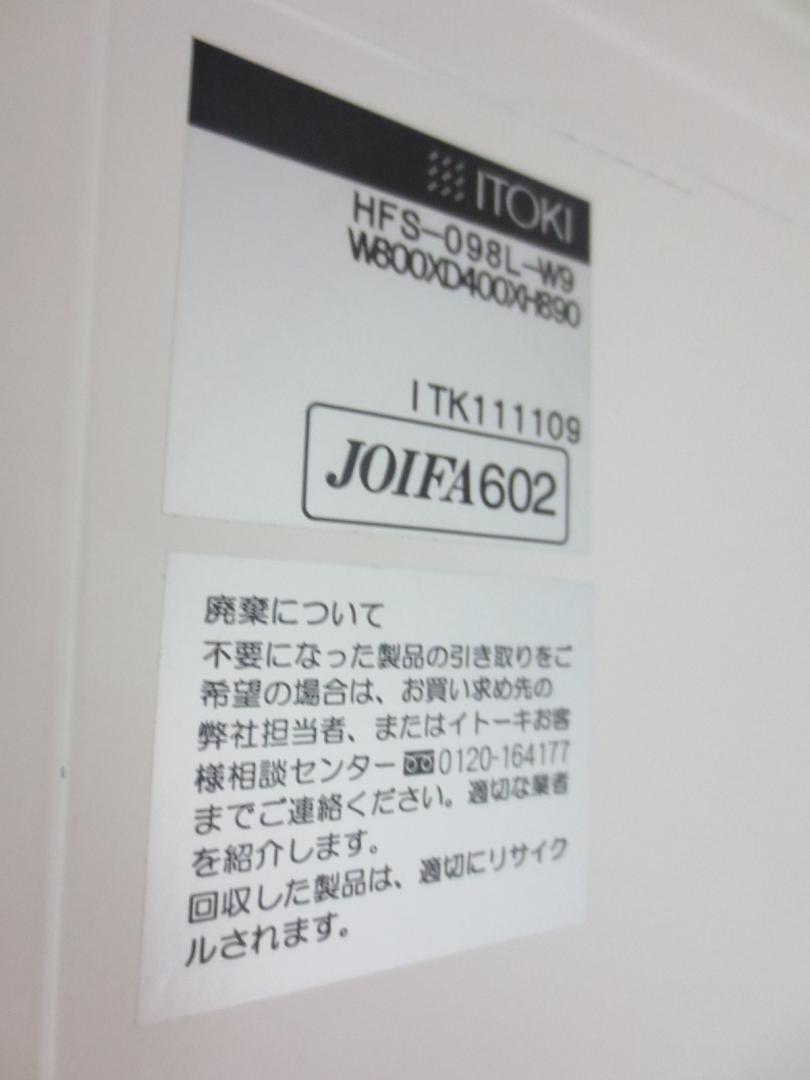 ITOKI
HFS-098L-W9
W800XD400XH890
ITK111109
JOIFA602
廃棄について
不要になった製品の引き取りをご
希望の場合は、お買い求め先の
弊社担当者、またはイトーキお客
様相談センター 0120-164177
までご連絡ください。適切な業者
を紹介します。
回収した製品は、適切にリサイク
ルされます。